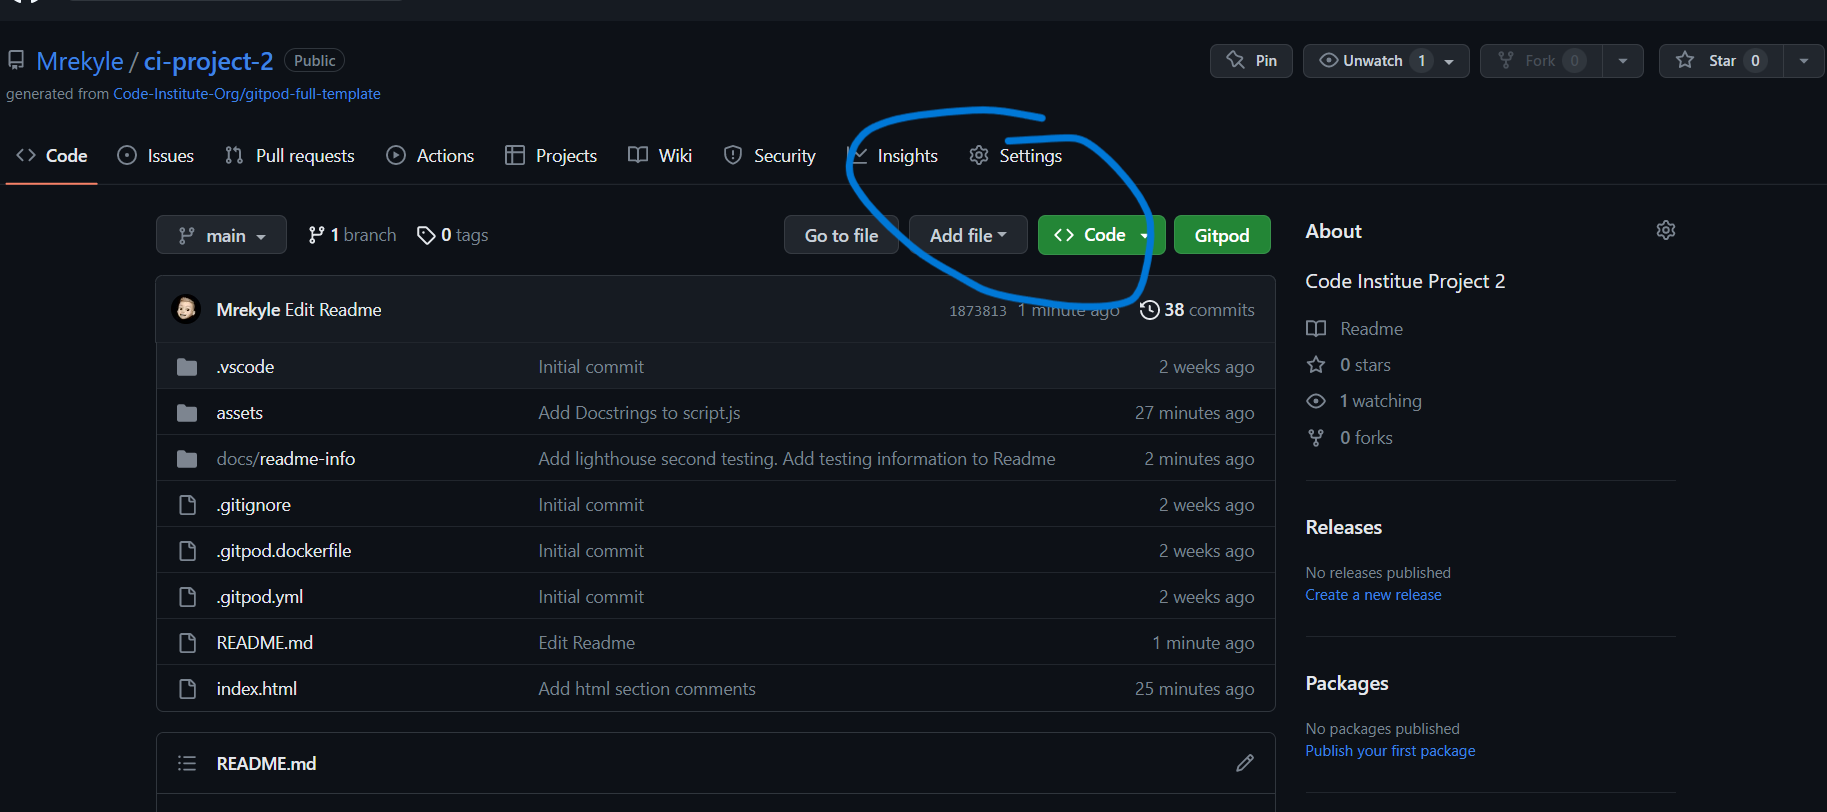 Mrekyle / ci-project-2 Public Pin Unwatch 1 Fork 0 Star 0
generated from Code-Institute-Org/gitpod-full-template
Code Issues Pull requests Actions Projects Wiki Security Insights Settings
main 1 branch 0 tags Go to file Add file Code Gitpod
Mrekyle Edit Readme 1873813 1 minute ago 38 commits
.vscode Initial commit 2 weeks ago
assets Add Docstrings to script.js 27 minutes ago
docs/readme-info Add lighthouse second testing. Add testing information to Readme 2 minutes ago
.gitignore Initial commit 2 weeks ago
.gitpod.dockerfile Initial commit 2 weeks ago
.gitpod.yml Initial commit 2 weeks ago
README.md Edit Readme 1 minute ago
index.html Add html section comments 25 minutes ago
README.md
About
Code Institue Project 2
Readme
0 stars
1 watching
0 forks
Releases
No releases published
Create a new release
Packages
No packages published
Publish your first package